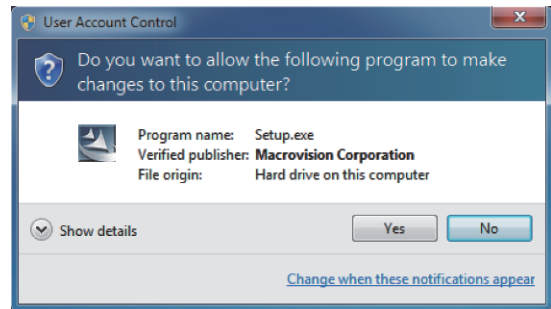 User Account Control
Do you want to allow the following program to make
changes to this computer?
Program name: Setup.exe
Verified publisher: Macrovision Corporation
File origin: Hard drive on this computer
Show details
Yes
No
Change when these notifications appear